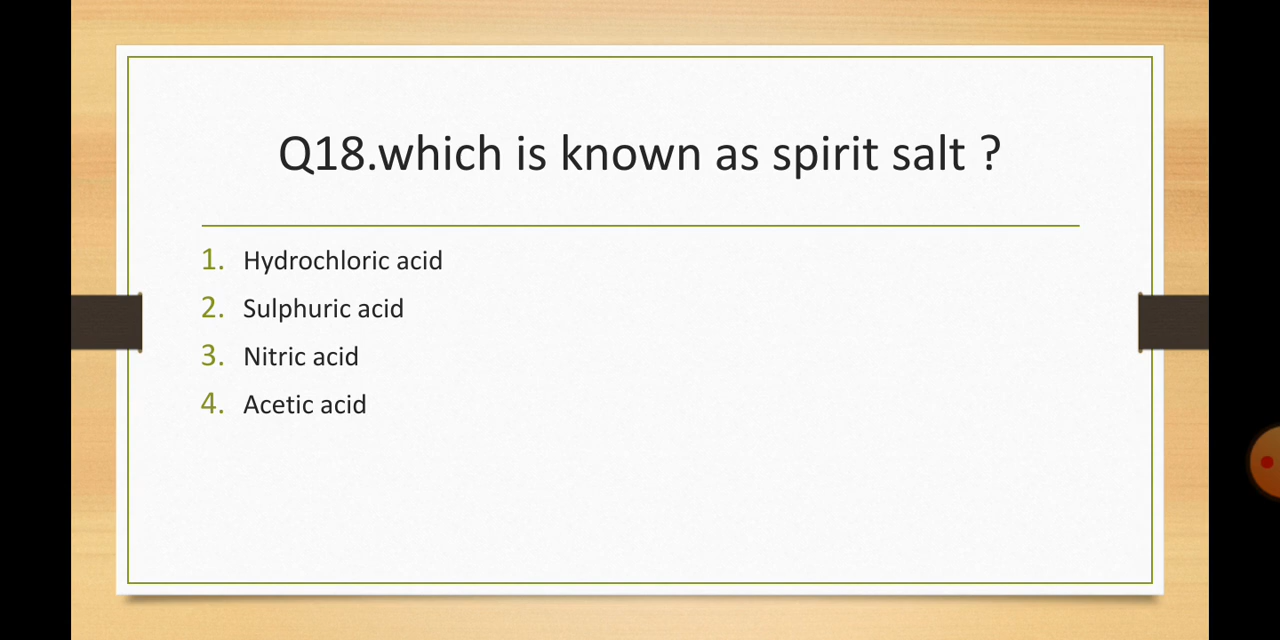 Q18.which is known as spirit salt ?
1. Hydrochloric acid
2. Sulphuric acid
3. Nitric acid
4. Acetic acid